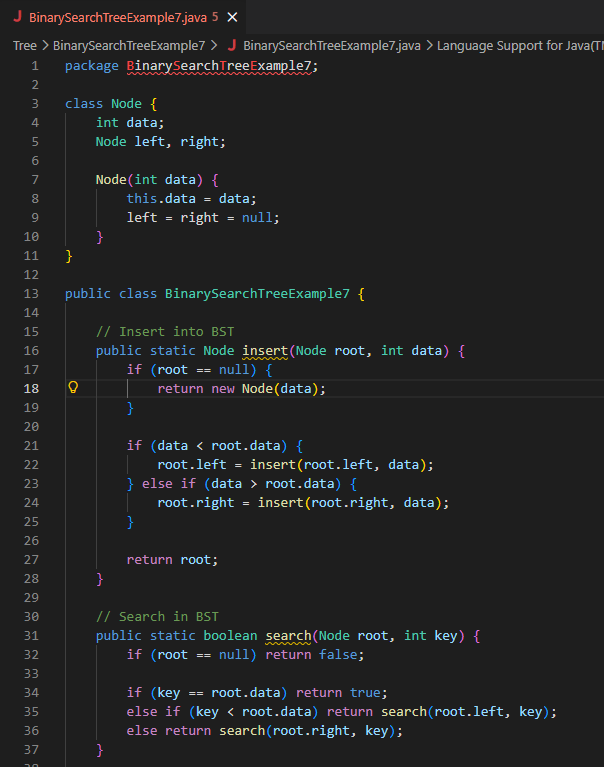 BinarySearchTreeExample7.java 5
Tree > BinarySearchTreeExample7 > BinarySearchTreeExample7.java > Language Support for Java(T
1 package BinarySearchTreeExample7;
2
3 class Node {
4     int data;
5     Node left, right;
6
7     Node(int data) {
8         this.data = data;
9         left = right = null;
10     }
11 }
12
13 public class BinarySearchTreeExample7 {
14
15     // Insert into BST
16     public static Node insert(Node root, int data) {
17         if (root == null) {
18             return new Node(data);
19         }
20
21         if (data < root.data) {
22             root.left = insert(root.left, data);
23         } else if (data > root.data) {
24             root.right = insert(root.right, data);
25         }
26
27         return root;
28     }
29
30     // Search in BST
31     public static boolean search(Node root, int key) {
32         if (root == null) return false;
33
34         if (key == root.data) return true;
35         else if (key < root.data) return search(root.left, key);
36         else return search(root.right, key);
37     }